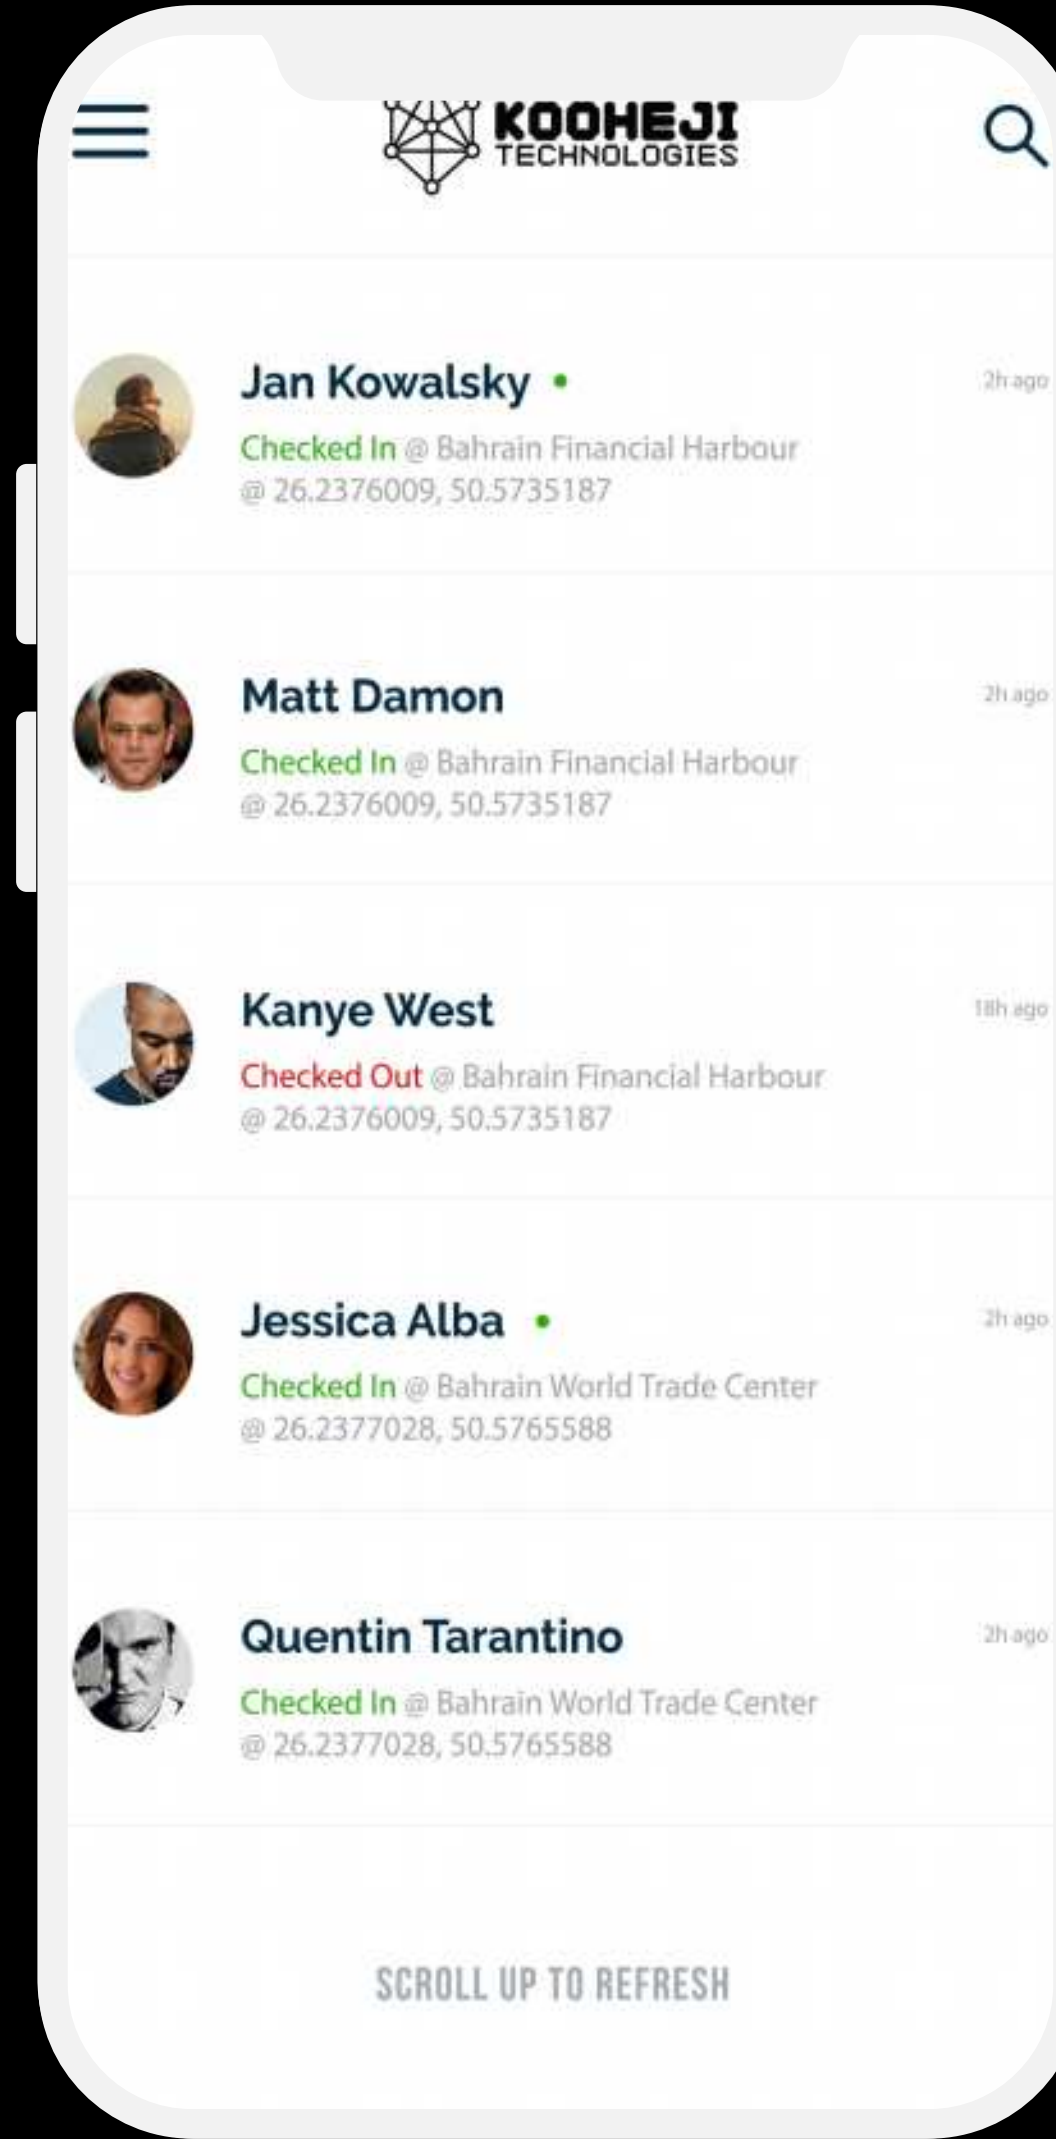 KOOHEJI
TECHNOLOGIES
Jan Kowalsky
2h ago
Checked In @ Bahrain Financial Harbour
@ 26.2376009, 50.5735187
Matt Damon
2h ago
Checked In @ Bahrain Financial Harbour
@ 26.2376009, 50.5735187
Kanye West
18h ago
Checked Out @ Bahrain Financial Harbour
@ 26.2376009, 50.5735187
Jessica Alba
2h ago
Checked In @ Bahrain World Trade Center
@ 26.2377028, 50.5765588
Quentin Tarantino
2h ago
Checked In @ Bahrain World Trade Center
@ 26.2377028, 50.5765588
SCROLL UP TO REFRESH